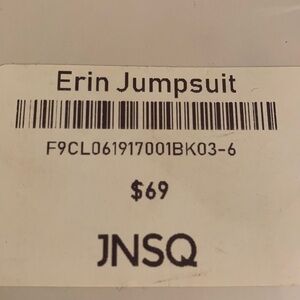 Erin Jumpsuit
F9CL061917001BK03-6
$69
JNSQ